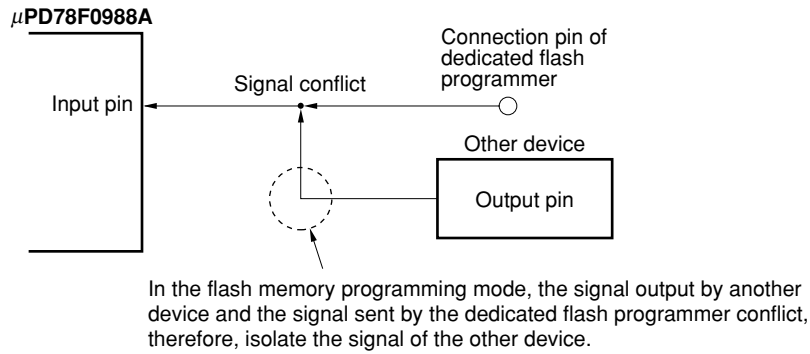 μPD78F0988A
Connection pin of
dedicated flash
programmer
Signal conflict
Input pin
Other device
Output pin
In the flash memory programming mode, the signal output by another
device and the signal sent by the dedicated flash programmer conflict,
therefore, isolate the signal of the other device.